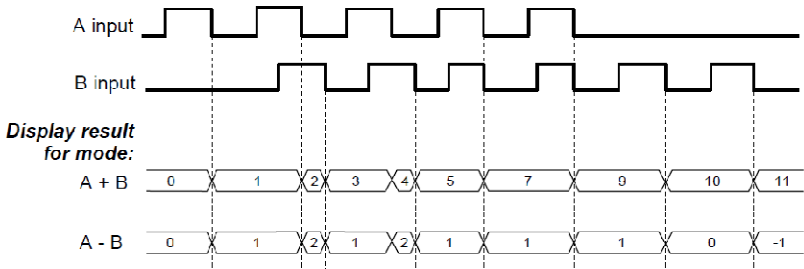 A input
B input
Display result
for mode:
A + B 0 1 2 3 4 5 7 9 10 11
A - B 0 1 2 1 2 1 1 1 0 -1